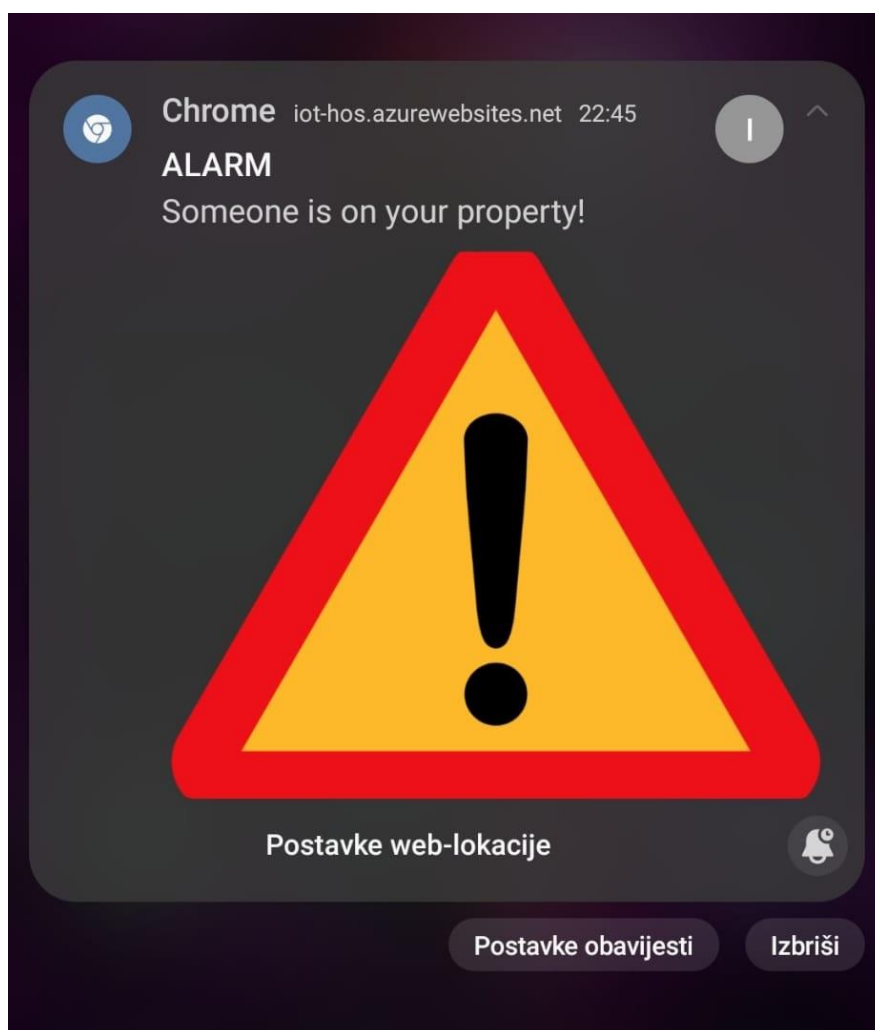 Chrome iot-hos.azurewebsites.net 22:45 I
ALARM
Someone is on your property!
Postavke web-lokacije
Postavke obavijesti Izbriši